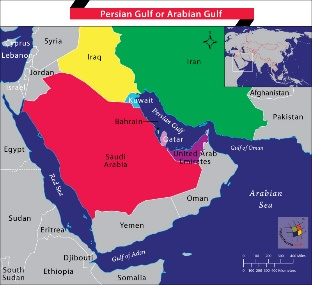 Persian Gulf or Arabian Gulf
Cyprus
Lebanon
Syria
Iraq
Iran
Afghanistan
Jordan
Israel
Kuwait
Pakistan
Persian Gulf
Bahrain
Qatar
Egypt
Saudi
Arabia
United Arab
Emirates
Gulf of Oman
Red Sea
Oman
Arabian
Sea
Sudan
Yemen
Eritrea
Djibouti
Gulf of Aden
South
Sudan
Ethiopia
Somalia